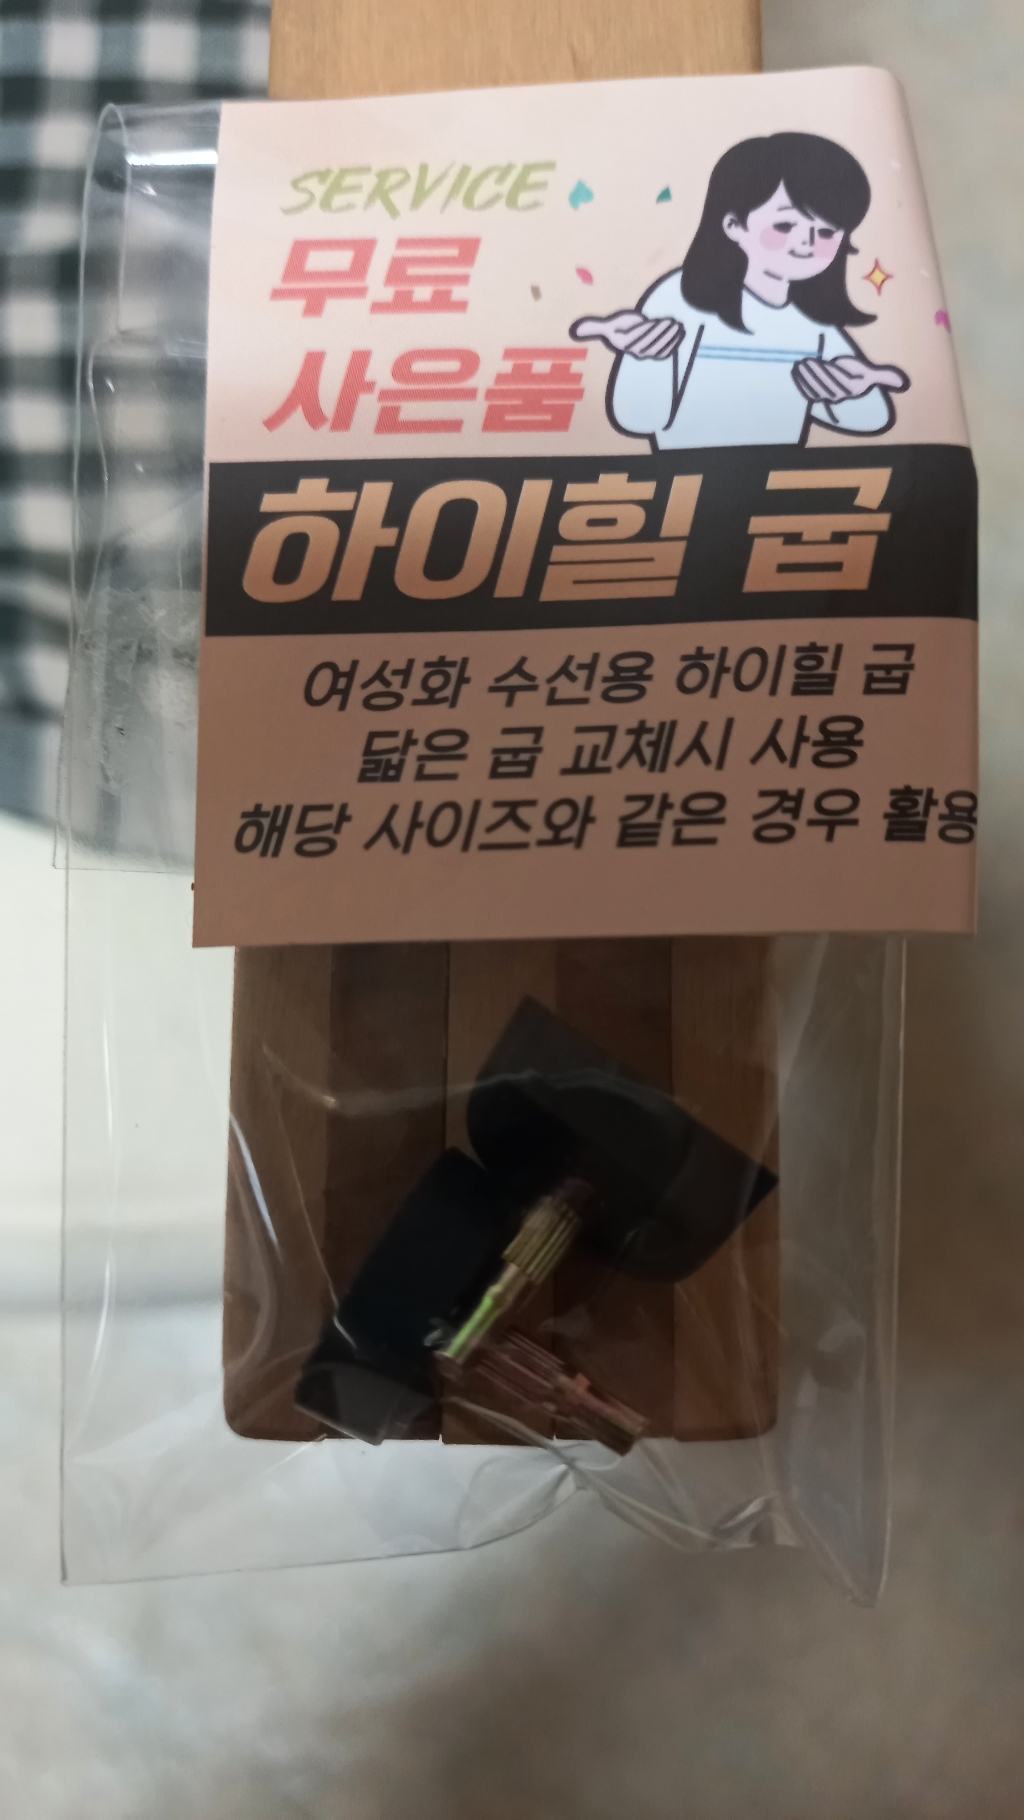 SERVICE
무료
사은품
하이힐 굽
여성화 수선용 하이힐 굽
닳은 굽 교체시 사용
해당 사이즈와 같은 경우 활용